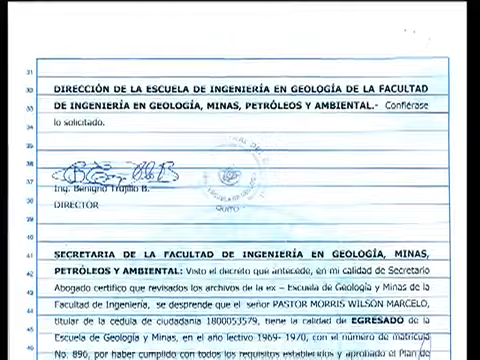 31
32
DIRECCIÓN DE LA ESCUELA DE INGENIERÍA EN GEOLOGÍA DE LA FACULTAD
33
DE INGENIERÍA EN GEOLOGÍA, MINAS, PETRÓLEOS Y AMBIENTAL.- Confiérase
lo solicitado.
34
35
36
37
Ing. Benigno Trujillo B.
38
DIRECTOR
39
40
41
SECRETARIA DE LA FACULTAD DE INGENIERÍA EN GEOLOGÍA, MINAS,
42
PETRÓLEOS Y AMBIENTAL: Visto el decreto que antecede, en mi calidad de Secretario
Abogado certifico que revisados los archivos de la ex – Escuela de Geología y Minas de la
Facultad de Ingeniería, se desprende que el señor PASTOR MORRIS WILSON MARCELO,
titular de la cedula de ciudadanía 1800053579, tiene la calidad de EGRESADO de la
Escuela de Geología y Minas, en el año lectivo 1969- 1970, con el número de matrícula
No. 890, por haber cumplido con todos los requisitos establecidos y aprobado el Plan de
QUITO